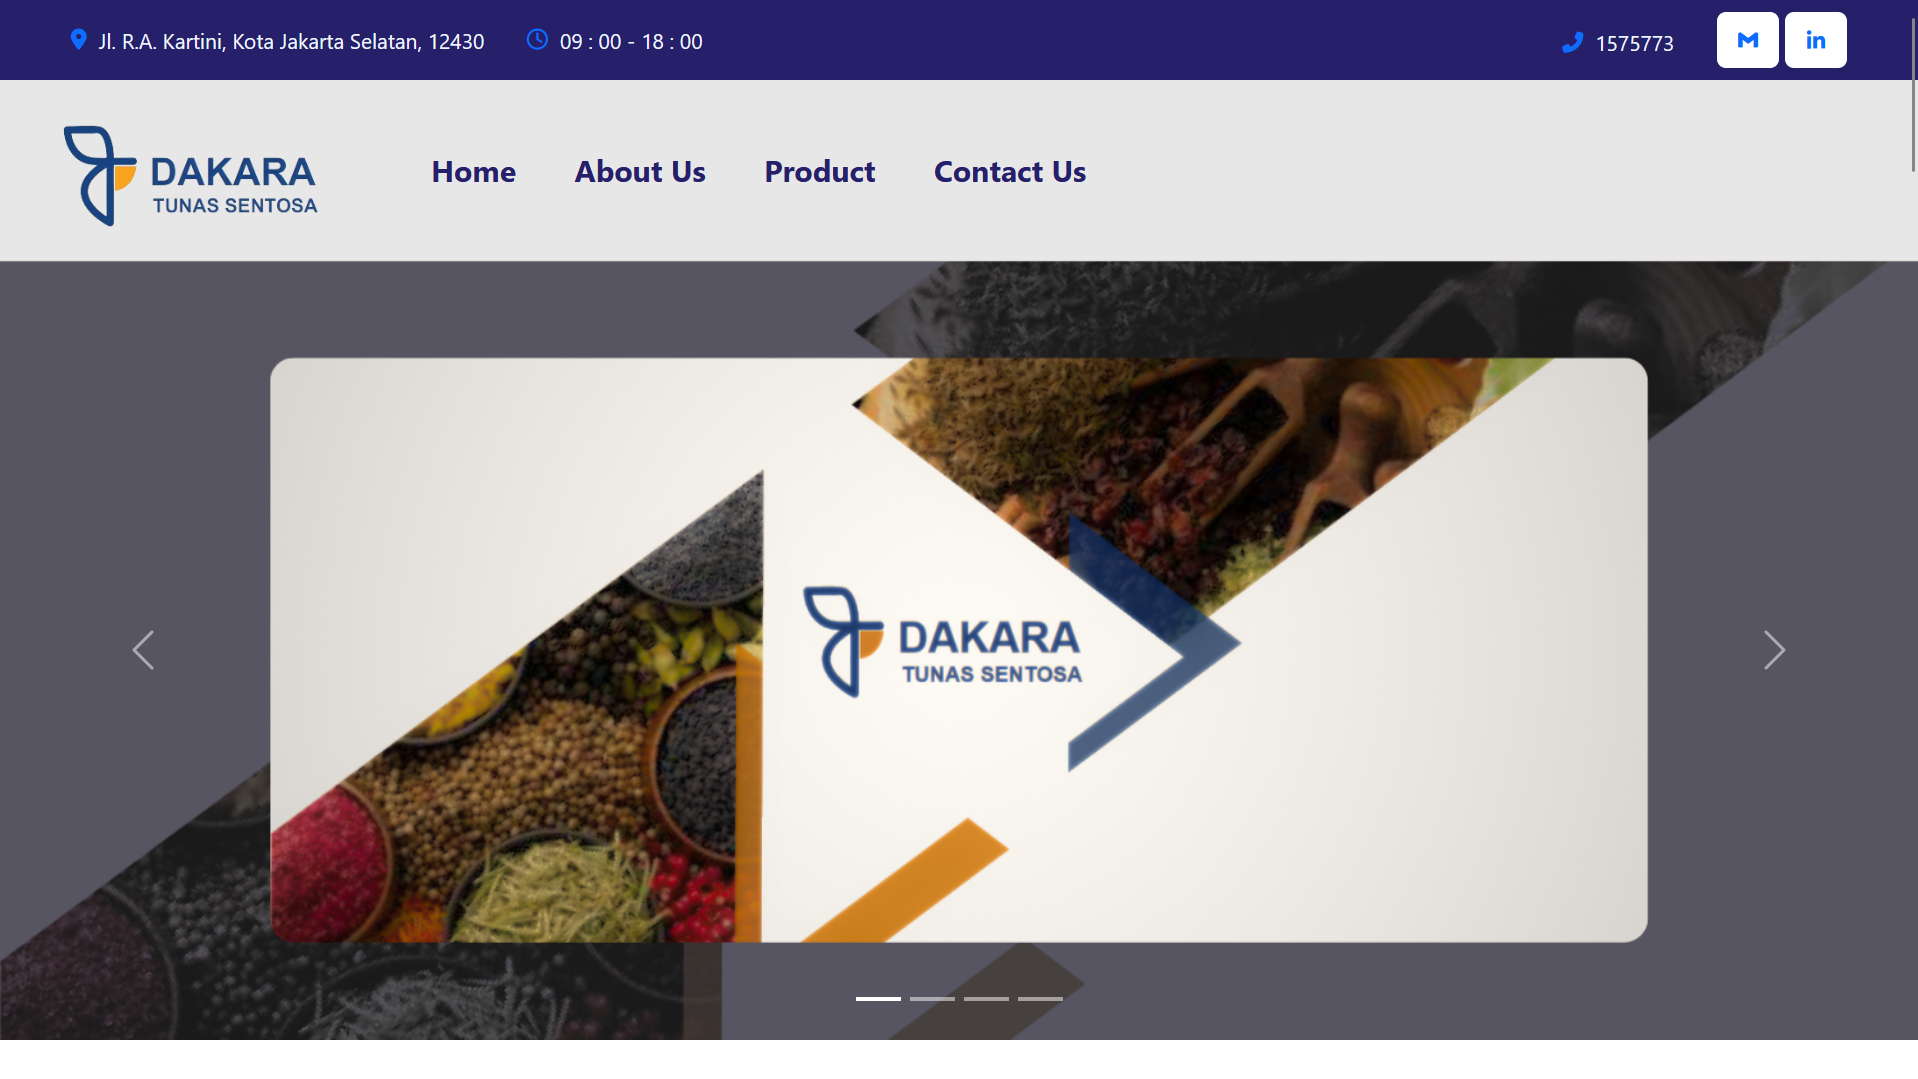 Jl. R.A. Kartini, Kota Jakarta Selatan, 12430
09 : 00 - 18 : 00
1575773
DAKARA
TUNAS SENTOSA
Home
About Us
Product
Contact Us
DAKARA
TUNAS SENTOSA